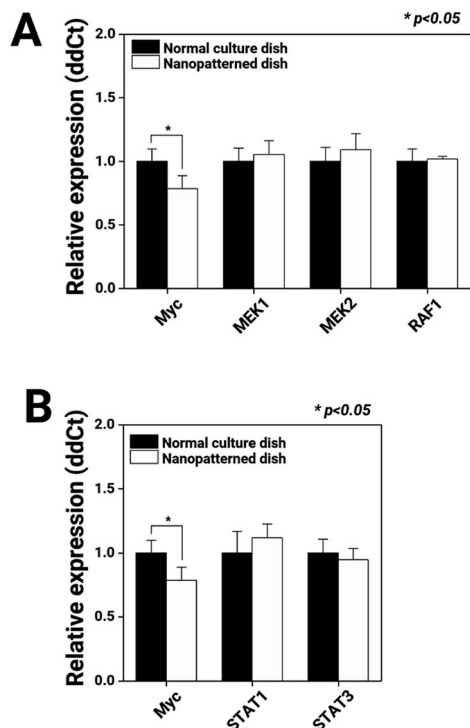 A
* p<0.05
Relative expression (ddCt)
2.0
1.5
1.0
0.5
0.0
Normal culture dish
Nanopatterned dish
*
Myc
MEK1
MEK2
RAF1
B
* p<0.05
Relative expression (ddCt)
2.0
1.5
1.0
0.5
0.0
Normal culture dish
Nanopatterned dish
*
Myc
STAT1
STAT3